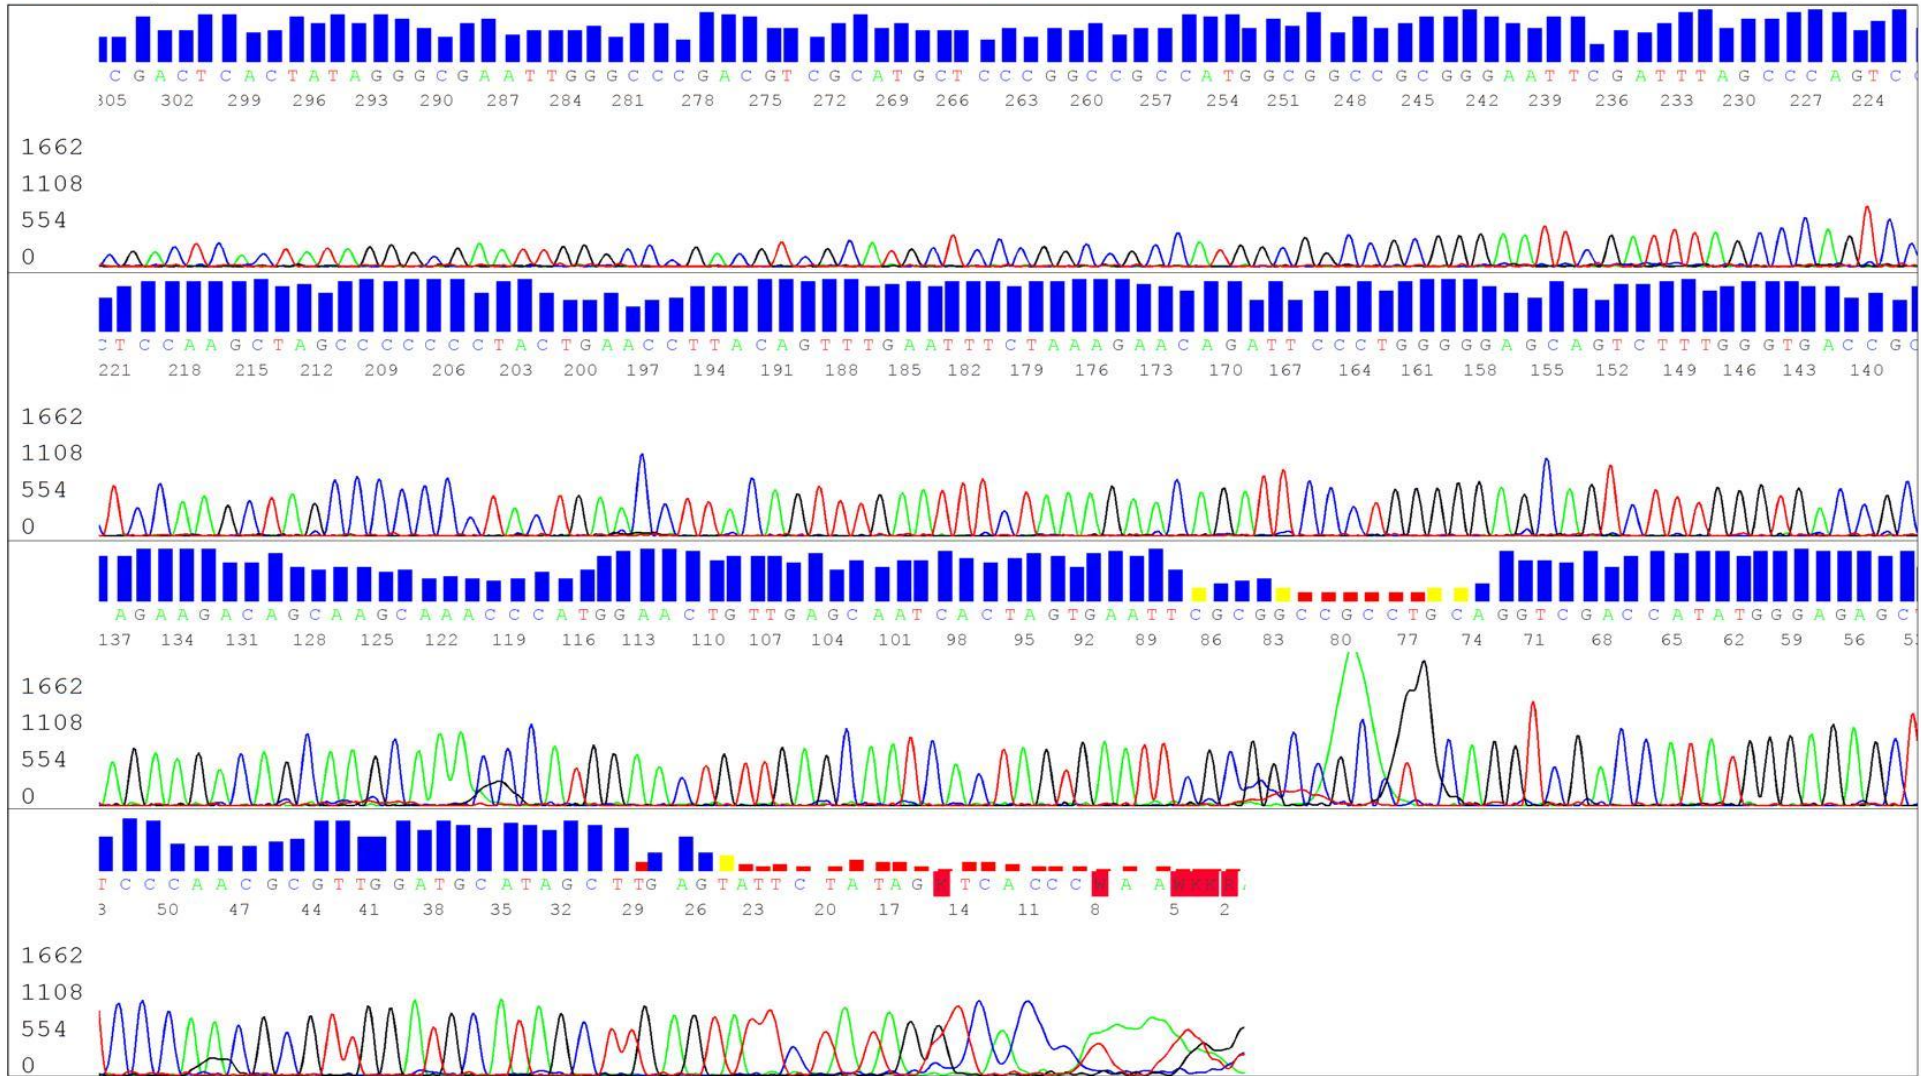 CGACTCACTATAGGGCGAATTGGGCCCGACGTCGCATGCTCCCGGCCGCCATGGCGGCCGCGGGAATTCGATTTAGCCCAGTC
305 302 299 296 293 290 287 284 281 278 275 272 269 266 263 260 257 254 251 248 245 242 239 236 233 230 227 224
1662
1108
554
0
CTCCAAGCTAGCCCCCCCTACTGAACCTTACAGTTTGAATTTCTAAAGAACAGATTCCCTGGGGGAGCAGTCTTTGGGTGACCGC
221 218 215 212 209 206 203 200 197 194 191 188 185 182 179 176 173 170 167 164 161 158 155 152 149 146 143 140
1662
1108
554
0
AGAAGACAGCAAGCAAACCCATGGAACTGTTGAGCAATCACTAGTGAATTCGCGGCCGCCTGCAGGTCGACCATATGGGAGAGC
137 134 131 128 125 122 119 116 113 110 107 104 101 98 95 92 89 86 83 80 77 74 71 68 65 62 59 56 5
1662
1108
554
0
TCCCAACGCGTTGGATGCATAGCTTGAGTATTCTATAGKTCACCCWAAWKKR
3 50 47 44 41 38 35 32 29 26 23 20 17 14 11 8 5 2
1662
1108
554
0